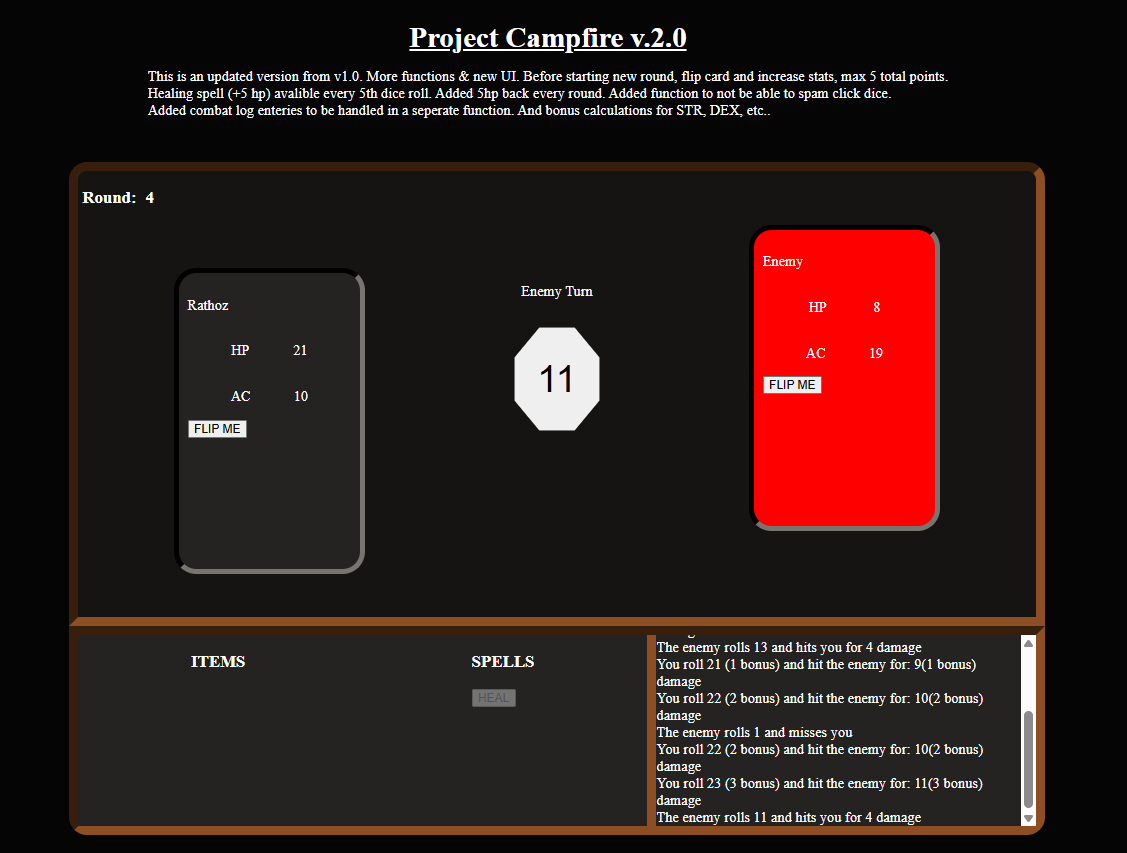 Project Campfire v.2.0
This is an updated version from v1.0. More functions & new UI. Before starting new round, flip card and increase stats, max 5 total points.
Healing spell (+5 hp) avalible every 5th dice roll. Added 5hp back every round. Added function to not be able to spam click dice.
Added combat log enteries to be handled in a seperate function. And bonus calculations for STR, DEX, etc..
Round: 4
Rathoz
HP 21
AC 10
FLIP ME
Enemy Turn
11
Enemy
HP 8
AC 19
FLIP ME
ITEMS
SPELLS
HEAL
The enemy rolls 13 and hits you for 4 damage
You roll 21 (1 bonus) and hit the enemy for: 9(1 bonus)
damage
You roll 22 (2 bonus) and hit the enemy for: 10(2 bonus)
damage
The enemy rolls 1 and misses you
You roll 22 (2 bonus) and hit the enemy for: 10(2 bonus)
damage
You roll 23 (3 bonus) and hit the enemy for: 11(3 bonus)
damage
The enemy rolls 11 and hits you for 4 damage